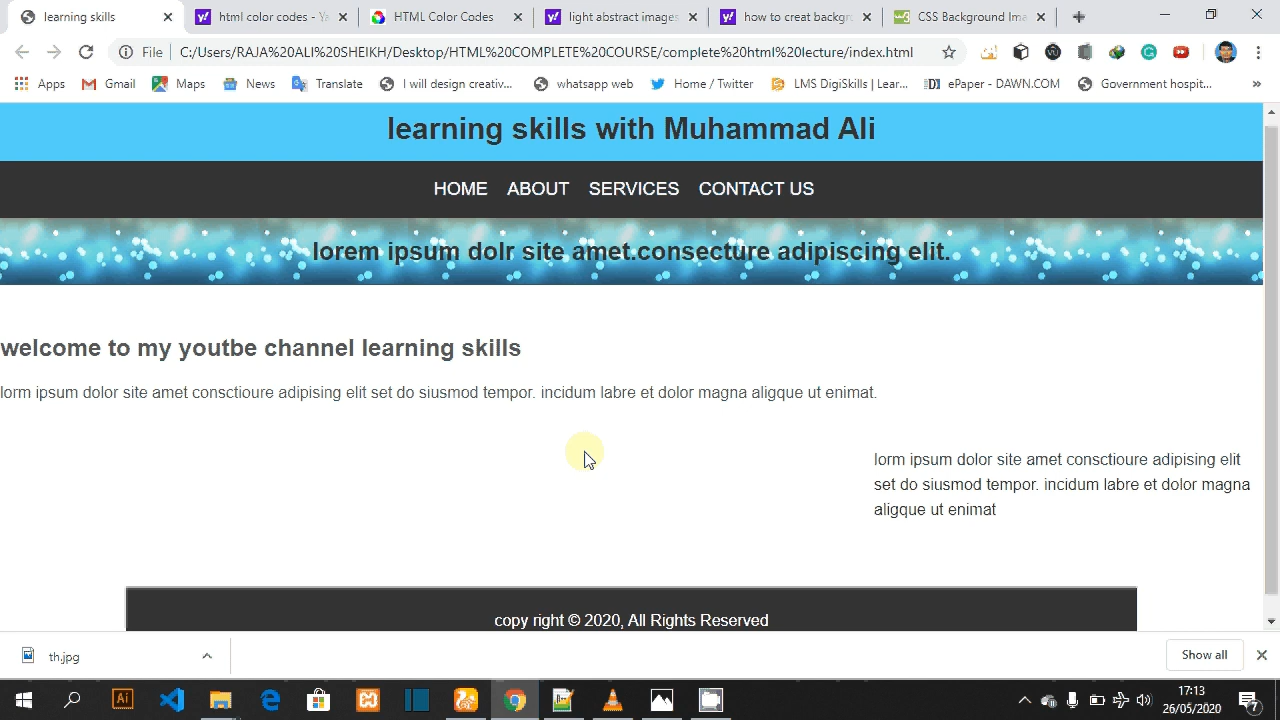 learning skills
html color codes - Ya
HTML Color Codes
light abstract images
how to creat backgr
CSS Background Ima
File
C:/Users/RAJA%20ALI%20SHEIKH/Desktop/HTML%20COMPLETE%20COURSE/complete%20html%20lecture/index.html
Apps
Gmail
Maps
News
Translate
I will design creativ...
whatsapp web
Home / Twitter
LMS DigiSkills | Lear...
ePaper - DAWN.COM
Government hospit...
»
learning skills with Muhammad Ali
HOME ABOUT SERVICES CONTACT US
lorem ipsum dolr site amet.consecture adipiscing elit.
welcome to my youtbe channel learning skills
lorm ipsum dolor site amet consctioure adipising elit set do siusmod tempor. incidum labre et dolor magna aligque ut enimat.
lorm ipsum dolor site amet consctioure adipising elit
set do siusmod tempor. incidum labre et dolor magna
aligque ut enimat
copy right © 2020, All Rights Reserved
th.jpg
Show all
Ai
17:13
26/05/2020
7